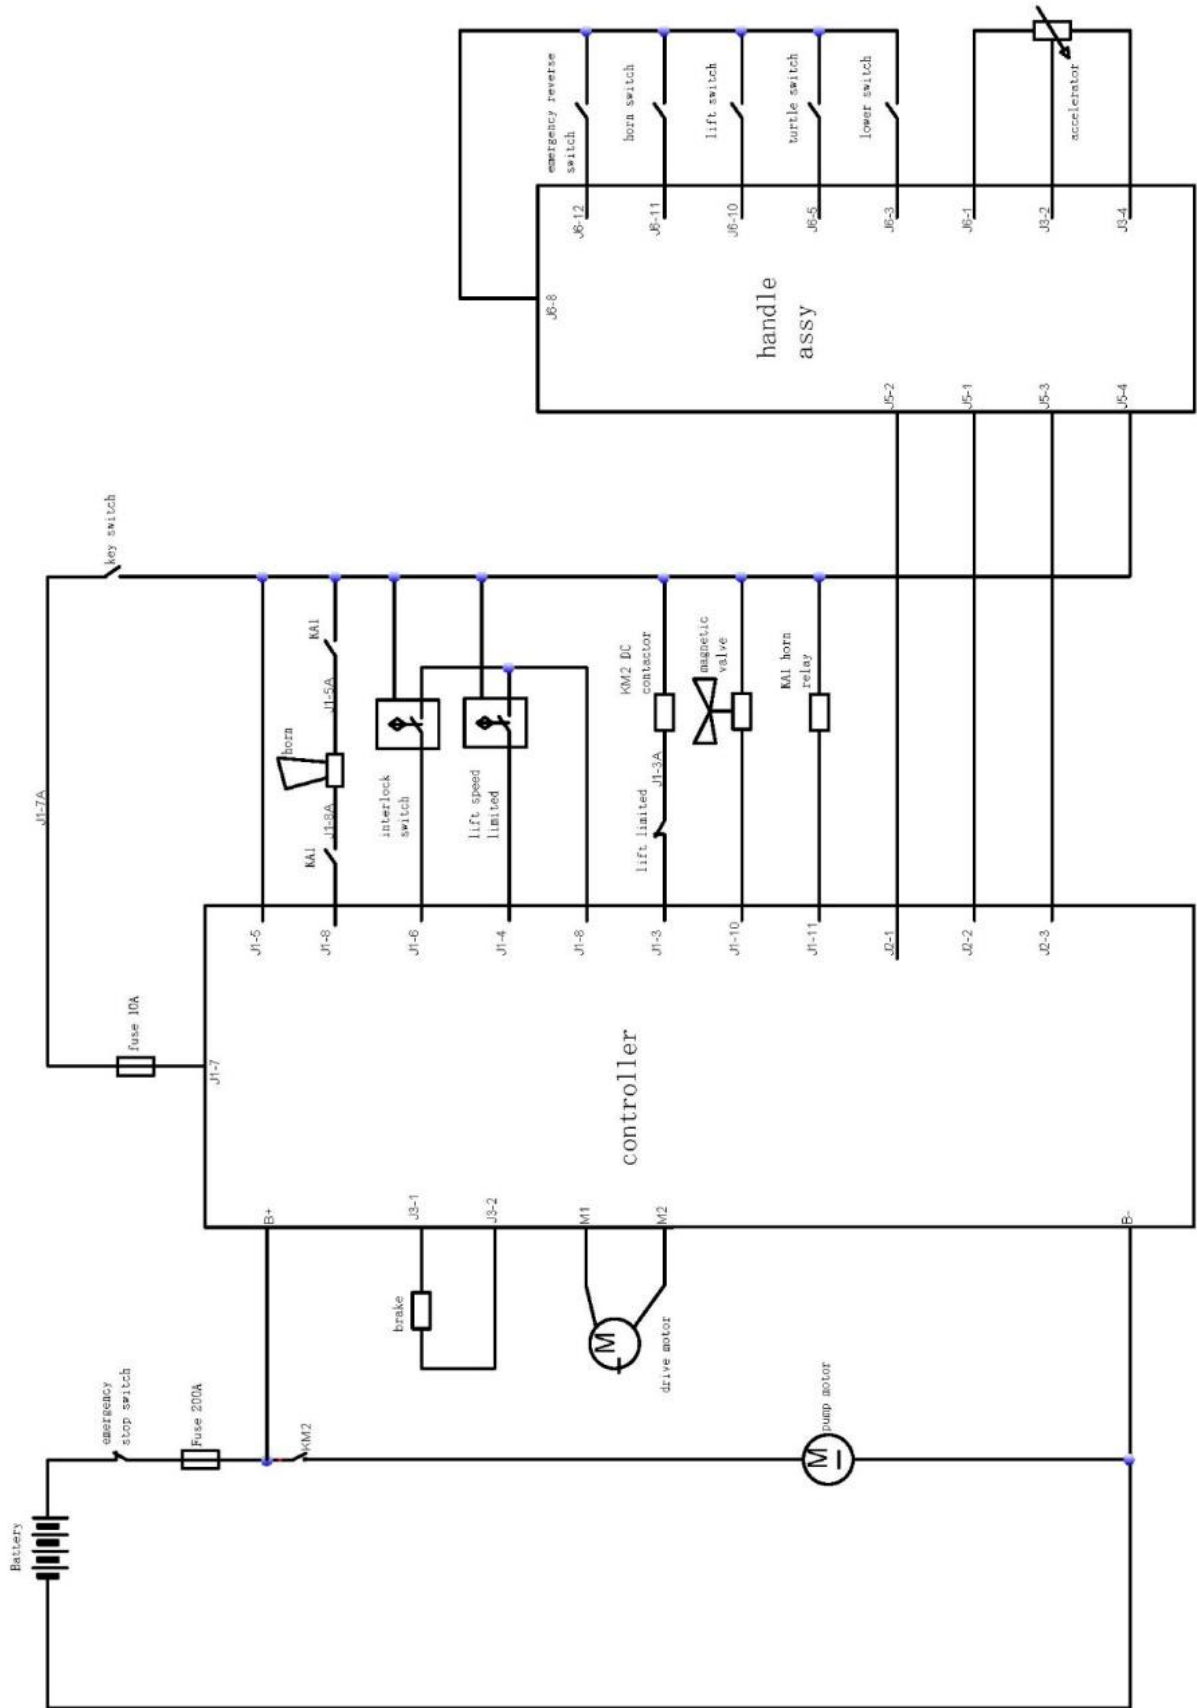 Battery
emergency
stop switch
Fuse 200A
KM2
pump motor
B+
J3-1
J3-2
M1
M2
B-
brake
M
drive motor
M
controller
J1-7
fuse 10A
J1-7A
key switch
J1-5
J1-8
J1-6
J1-4
J1-8
J1-3
J1-10
J1-11
J2-1
J2-2
J2-3
KA1
J1-8A
horn
J1-5A
KA1
interlock
switch
lift speed
limited
lift limited
J1-3A
KM2 DC
contactor
magnetic
valve
KA1 horn
relay
J5-2
J5-1
J5-3
J5-4
handle
assy
J6-8
J6-12
J6-11
J6-10
J6-5
J6-3
J6-1
J3-2
J3-4
emergency reverse
switch
horn switch
lift switch
turtle switch
lower switch
accelerator